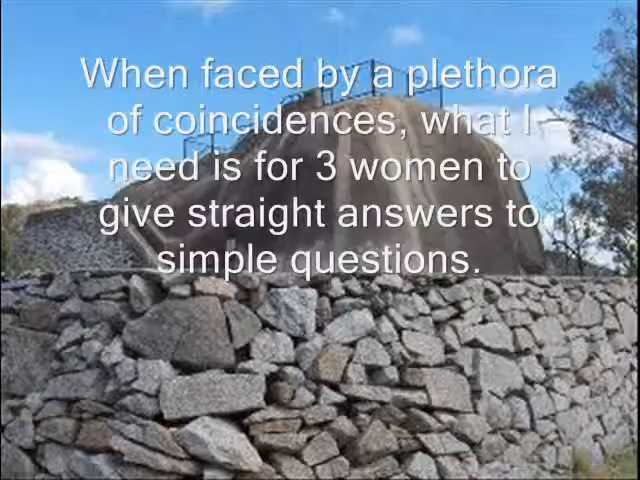 When faced by a plethora
of coincidences, what I
need is for 3 women to
give straight answers to
simple questions.